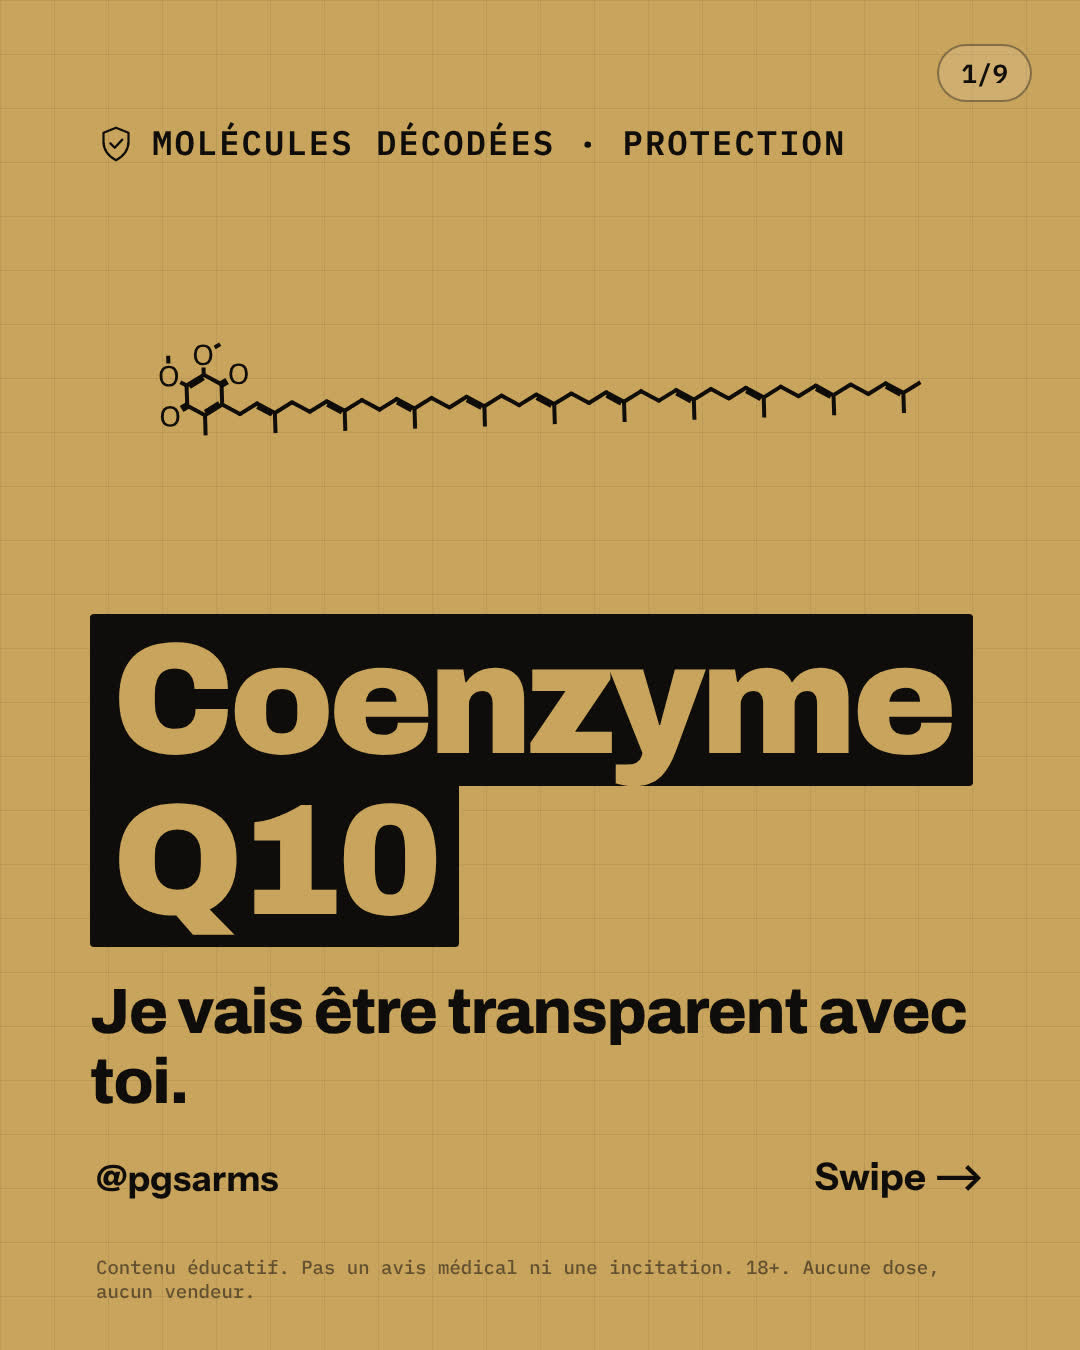 1/9
MOLÉCULES DÉCODÉES · PROTECTION
O
O
O
O
Coenzyme
Q10
Je vais être transparent avec
toi.
@pgsarms
Swipe →
Contenu éducatif. Pas un avis médical ni une incitation. 18+. Aucune dose,
aucun vendeur.